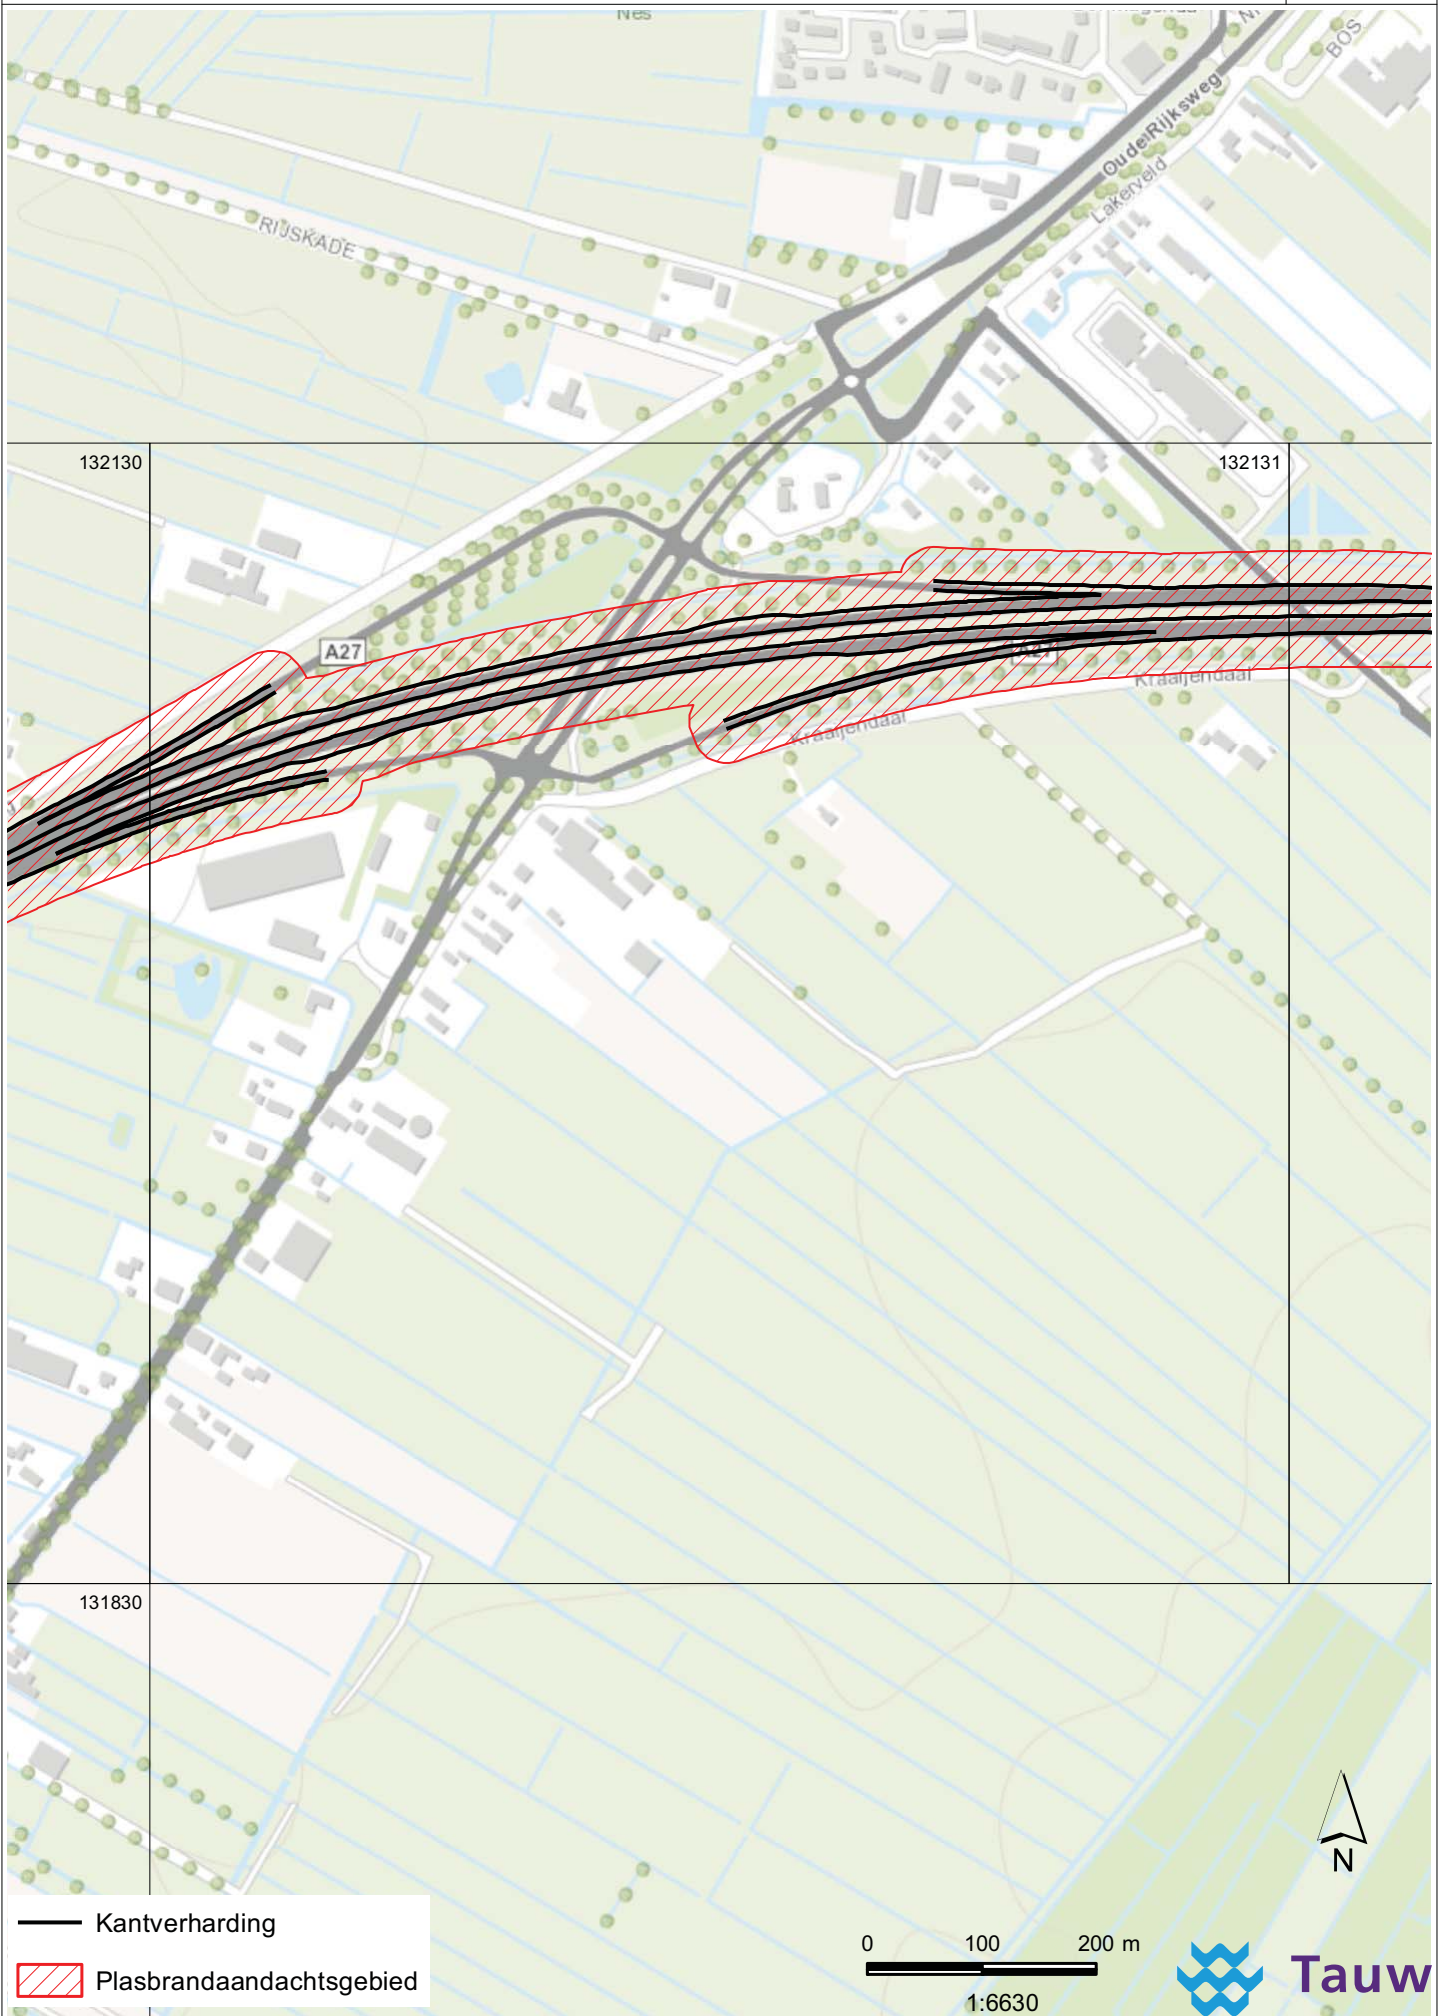 Nes
BOS
Oude Rijksweg
Lakerveld
RIJSKADE
132130
132131
A27
A27
Kraaijendaal
Kraaijendaal
131830
N
Kantverharding
Plasbrandaandachtsgebied
0 100 200 m
1:6630
Tauw